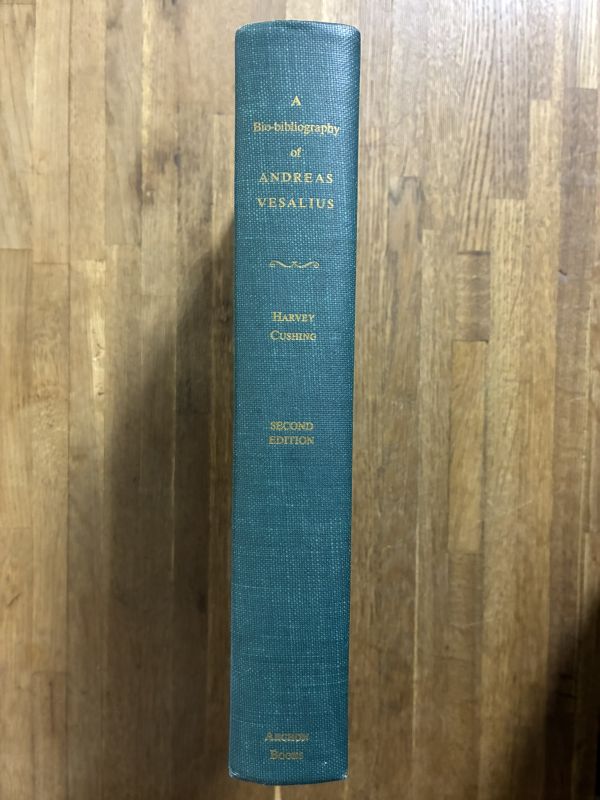 A
Bio-bibliography
of
ANDREAS
VESALIUS
HARVEY
CUSHING
SECOND
EDITION
ARCHON
BOOKS